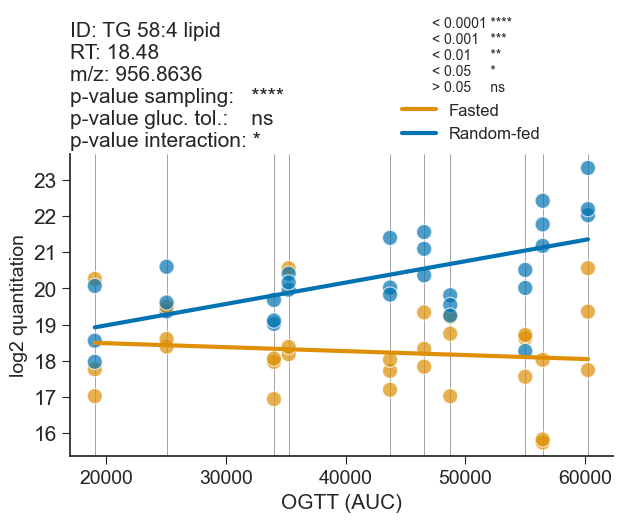 ID: TG 58:4 lipid
RT: 18.48
m/z: 956.8636
p-value sampling: ****
p-value gluc. tol.: ns
p-value interaction: *
< 0.0001 ****
< 0.001 ***
< 0.01 **
< 0.05 *
> 0.05 ns
Fasted
Random-fed
23
22
21
20
19
18
17
16
log2 quantitation
20000 30000 40000 50000 60000
OGTT (AUC)